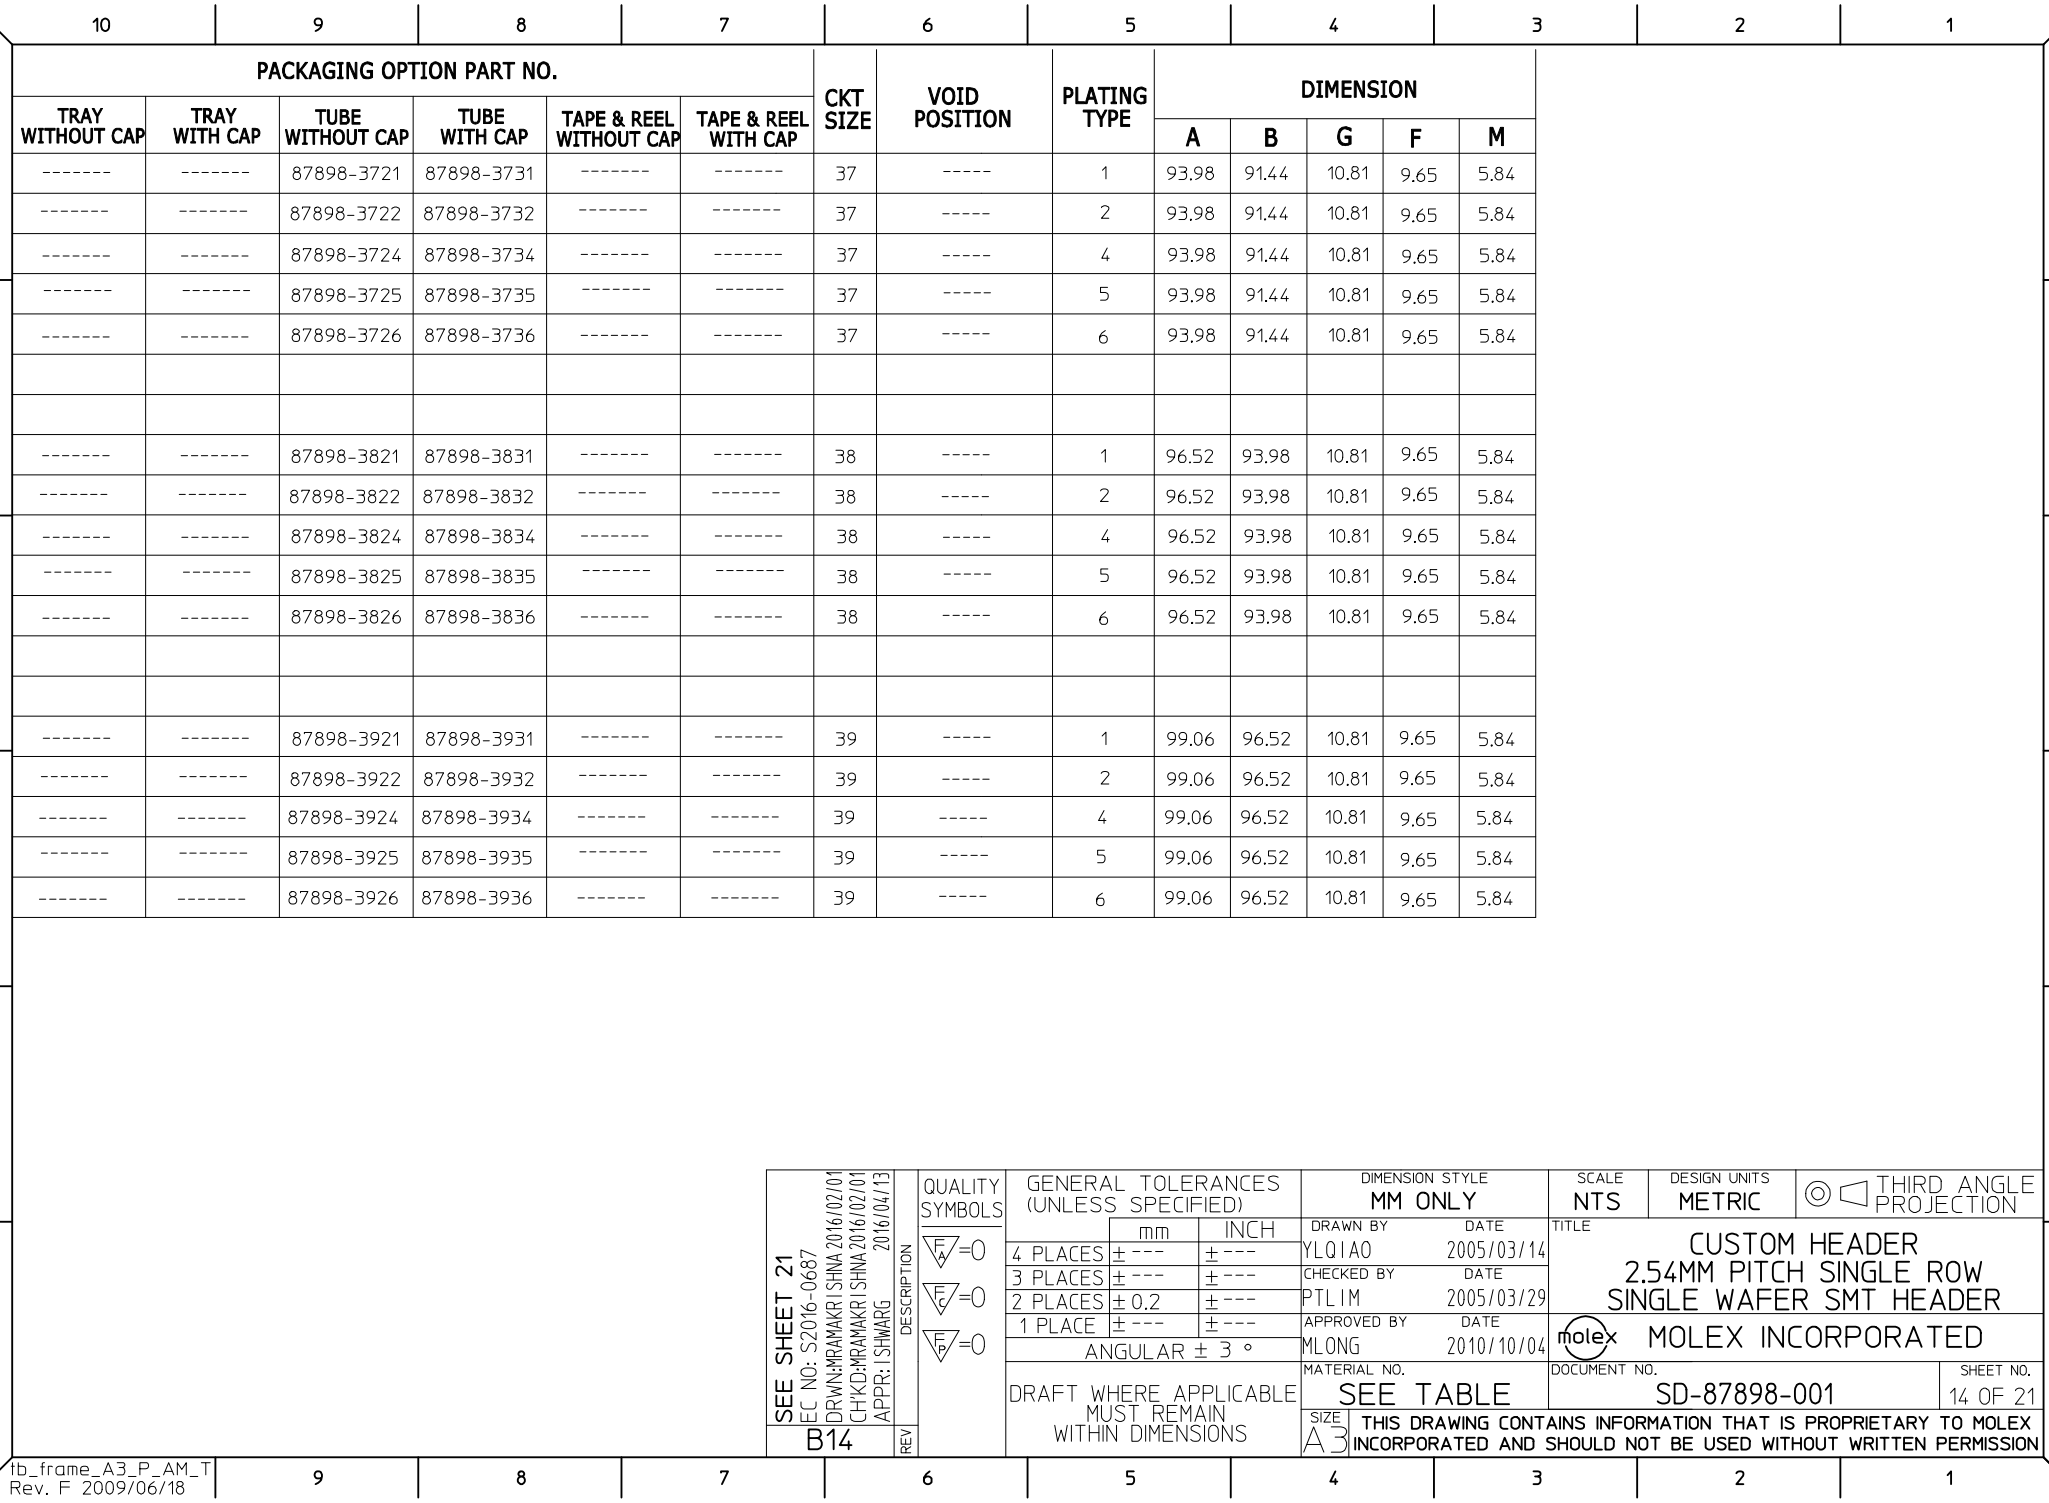 10 9 8 7 6 5 4 3 2 1
PACKAGING OPTION PART NO.
CKT SIZE
VOID POSITION
PLATING TYPE
DIMENSION
TRAY WITHOUT CAP TRAY WITH CAP TUBE WITHOUT CAP TUBE WITH CAP TAPE & REEL WITHOUT CAP TAPE & REEL WITH CAP A B G F M
------- ------- 87898-3721 87898-3731 ------- ------- 37 ----- 1 93.98 91.44 10.81 9.65 5.84
------- ------- 87898-3722 87898-3732 ------- ------- 37 ----- 2 93.98 91.44 10.81 9.65 5.84
------- ------- 87898-3724 87898-3734 ------- ------- 37 ----- 4 93.98 91.44 10.81 9.65 5.84
------- ------- 87898-3725 87898-3735 ------- ------- 37 ----- 5 93.98 91.44 10.81 9.65 5.84
------- ------- 87898-3726 87898-3736 ------- ------- 37 ----- 6 93.98 91.44 10.81 9.65 5.84
------- ------- 87898-3821 87898-3831 ------- ------- 38 ----- 1 96.52 93.98 10.81 9.65 5.84
------- ------- 87898-3822 87898-3832 ------- ------- 38 ----- 2 96.52 93.98 10.81 9.65 5.84
------- ------- 87898-3824 87898-3834 ------- ------- 38 ----- 4 96.52 93.98 10.81 9.65 5.84
------- ------- 87898-3825 87898-3835 ------- ------- 38 ----- 5 96.52 93.98 10.81 9.65 5.84
------- ------- 87898-3826 87898-3836 ------- ------- 38 ----- 6 96.52 93.98 10.81 9.65 5.84
------- ------- 87898-3921 87898-3931 ------- ------- 39 ----- 1 99.06 96.52 10.81 9.65 5.84
------- ------- 87898-3922 87898-3932 ------- ------- 39 ----- 2 99.06 96.52 10.81 9.65 5.84
------- ------- 87898-3924 87898-3934 ------- ------- 39 ----- 4 99.06 96.52 10.81 9.65 5.84
------- ------- 87898-3925 87898-3935 ------- ------- 39 ----- 5 99.06 96.52 10.81 9.65 5.84
------- ------- 87898-3926 87898-3936 ------- ------- 39 ----- 6 99.06 96.52 10.81 9.65 5.84
SEE SHEET 21
EC NO: S2016-0687
DRWN:MRAMAKRISHNA 2016/02/01
CH'KD:MRAMAKRISHNA 2016/02/01
APPR:ISHWARG 2016/04/13
DESCRIPTION
B14
REV
QUALITY
SYMBOLS
FA=0
FC=0
FP=0
GENERAL TOLERANCES
(UNLESS SPECIFIED)
mm INCH
4 PLACES ± --- ± ---
3 PLACES ± --- ± ---
2 PLACES ± 0.2 ± ---
1 PLACE ± --- ± ---
ANGULAR ± 3 °
DRAFT WHERE APPLICABLE
MUST REMAIN
WITHIN DIMENSIONS
DIMENSION STYLE
MM ONLY
DRAWN BY DATE
YLQIAO 2005/03/14
CHECKED BY DATE
PTLIM 2005/03/29
APPROVED BY DATE
MLONG 2010/10/04
MATERIAL NO.
SEE TABLE
SIZE
A3
SCALE
NTS
DESIGN UNITS
METRIC
THIRD ANGLE
PROJECTION
TITLE
CUSTOM HEADER
2.54MM PITCH SINGLE ROW
SINGLE WAFER SMT HEADER
molex MOLEX INCORPORATED
DOCUMENT NO.
SD-87898-001
SHEET NO.
14 OF 21
THIS DRAWING CONTAINS INFORMATION THAT IS PROPRIETARY TO MOLEX
INCORPORATED AND SHOULD NOT BE USED WITHOUT WRITTEN PERMISSION
tb_frame_A3_P_AM_T
Rev. F 2009/06/18
9 8 7 6 5 4 3 2 1